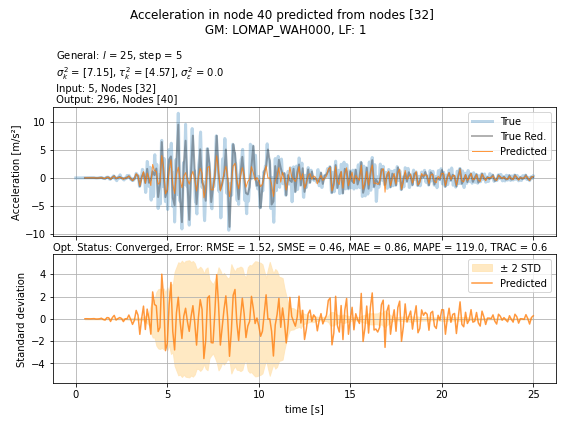 Acceleration in node 40 predicted from nodes [32]
GM: LOMAP_WAH000, LF: 1
General: l = 25, step = 5
σ²ₖ = [7.15], τ²ₖ = [4.57], σ²ₑ = 0.0
Input: 5, Nodes [32]
Output: 296, Nodes [40]
True
True Red.
Predicted
Acceleration [m/s²]
10
5
0
−5
−10
Opt. Status: Converged, Error: RMSE = 1.52, SMSE = 0.46, MAE = 0.86, MAPE = 119.0, TRAC = 0.6
± 2 STD
Predicted
Standard deviation
4
2
0
−2
−4
0 5 10 15 20 25
time [s]